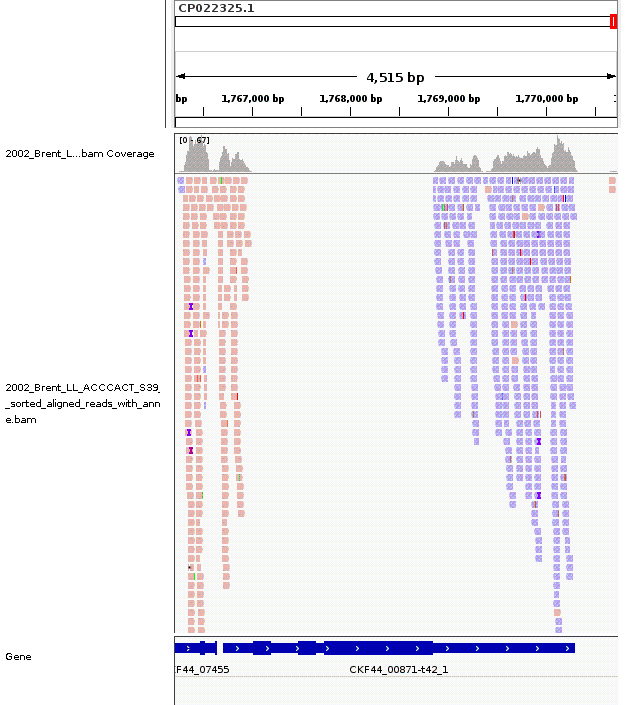 CP022325.1
4,515 bp
bp 1,767,000 bp 1,768,000 bp 1,769,000 bp 1,770,000 bp
[0 - 67]
2002_Brent_L...bam Coverage
2002_Brent_LL_ACCCACT_S39_
_sorted_aligned_reads_with_ann
e.bam
Gene
F44_07455 CKF44_00871-t42_1